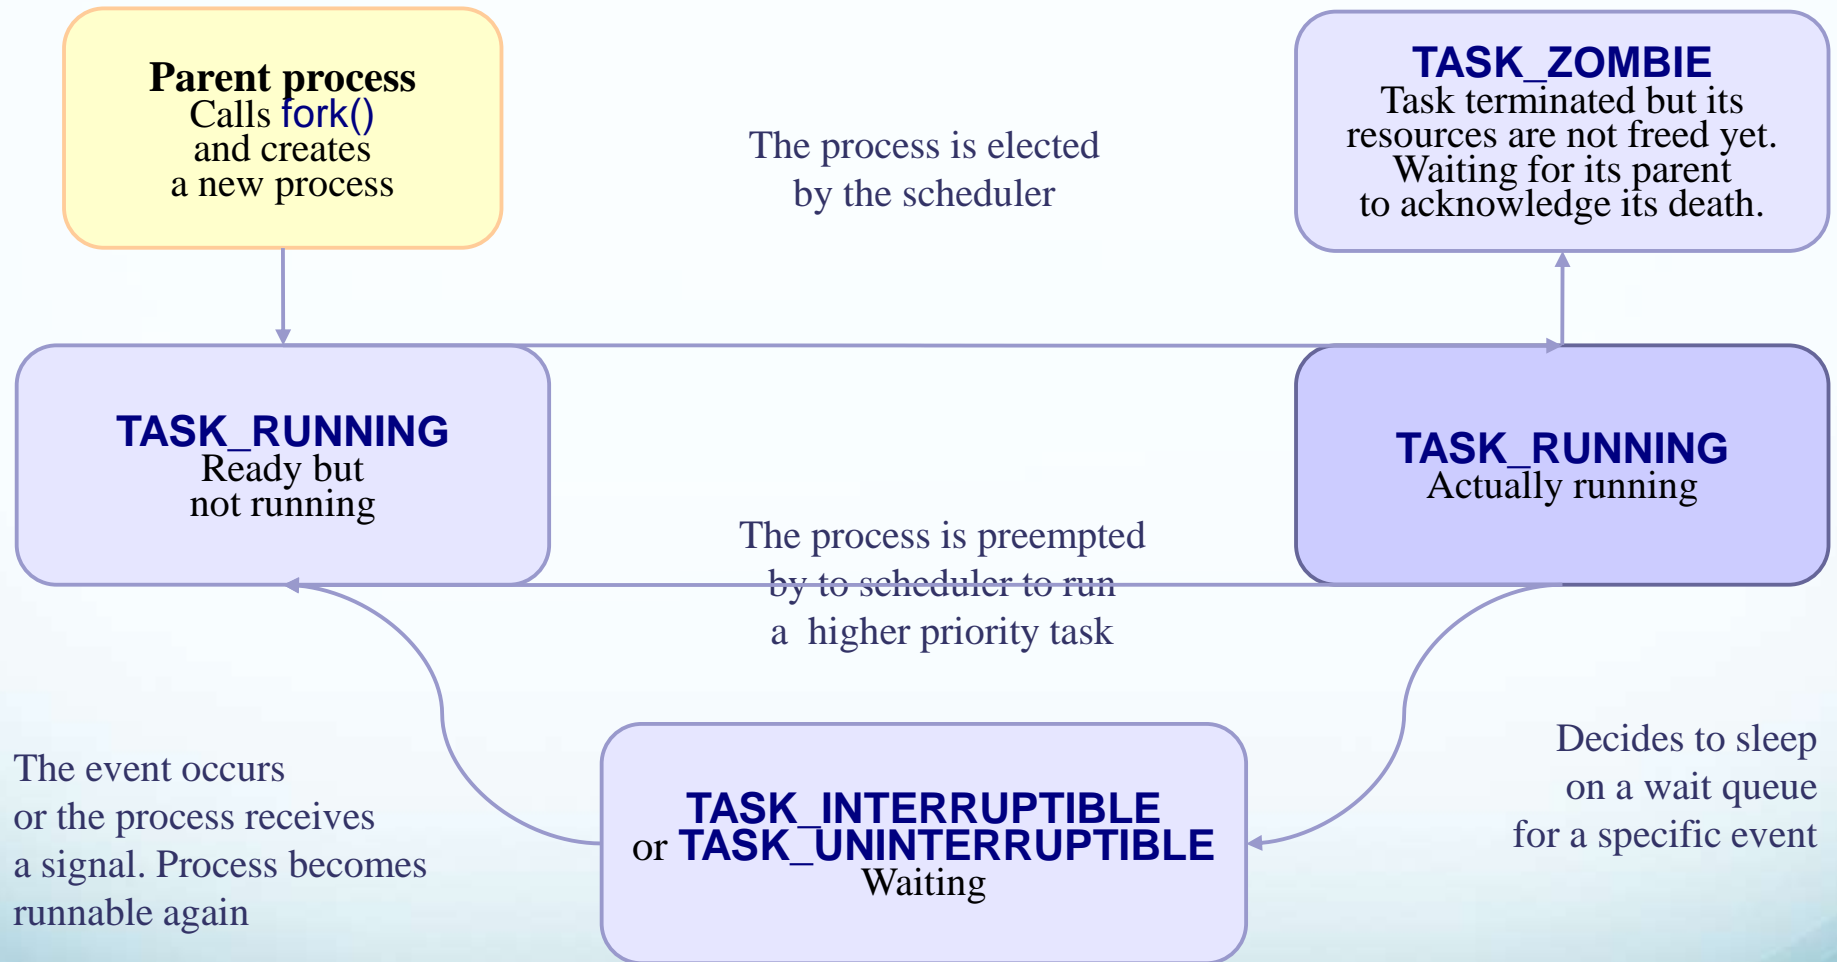 Parent process
Calls fork()
and creates
a new process
The process is elected
by the scheduler
TASK_ZOMBIE
Task terminated but its
resources are not freed yet.
Waiting for its parent
to acknowledge its death.
TASK_RUNNING
Ready but
not running
TASK_RUNNING
Actually running
The process is preempted
by to scheduler to run
a higher priority task
The event occurs
or the process receives
a signal. Process becomes
runnable again
TASK_INTERRUPTIBLE
or TASK_UNINTERRUPTIBLE
Waiting
Decides to sleep
on a wait queue
for a specific event